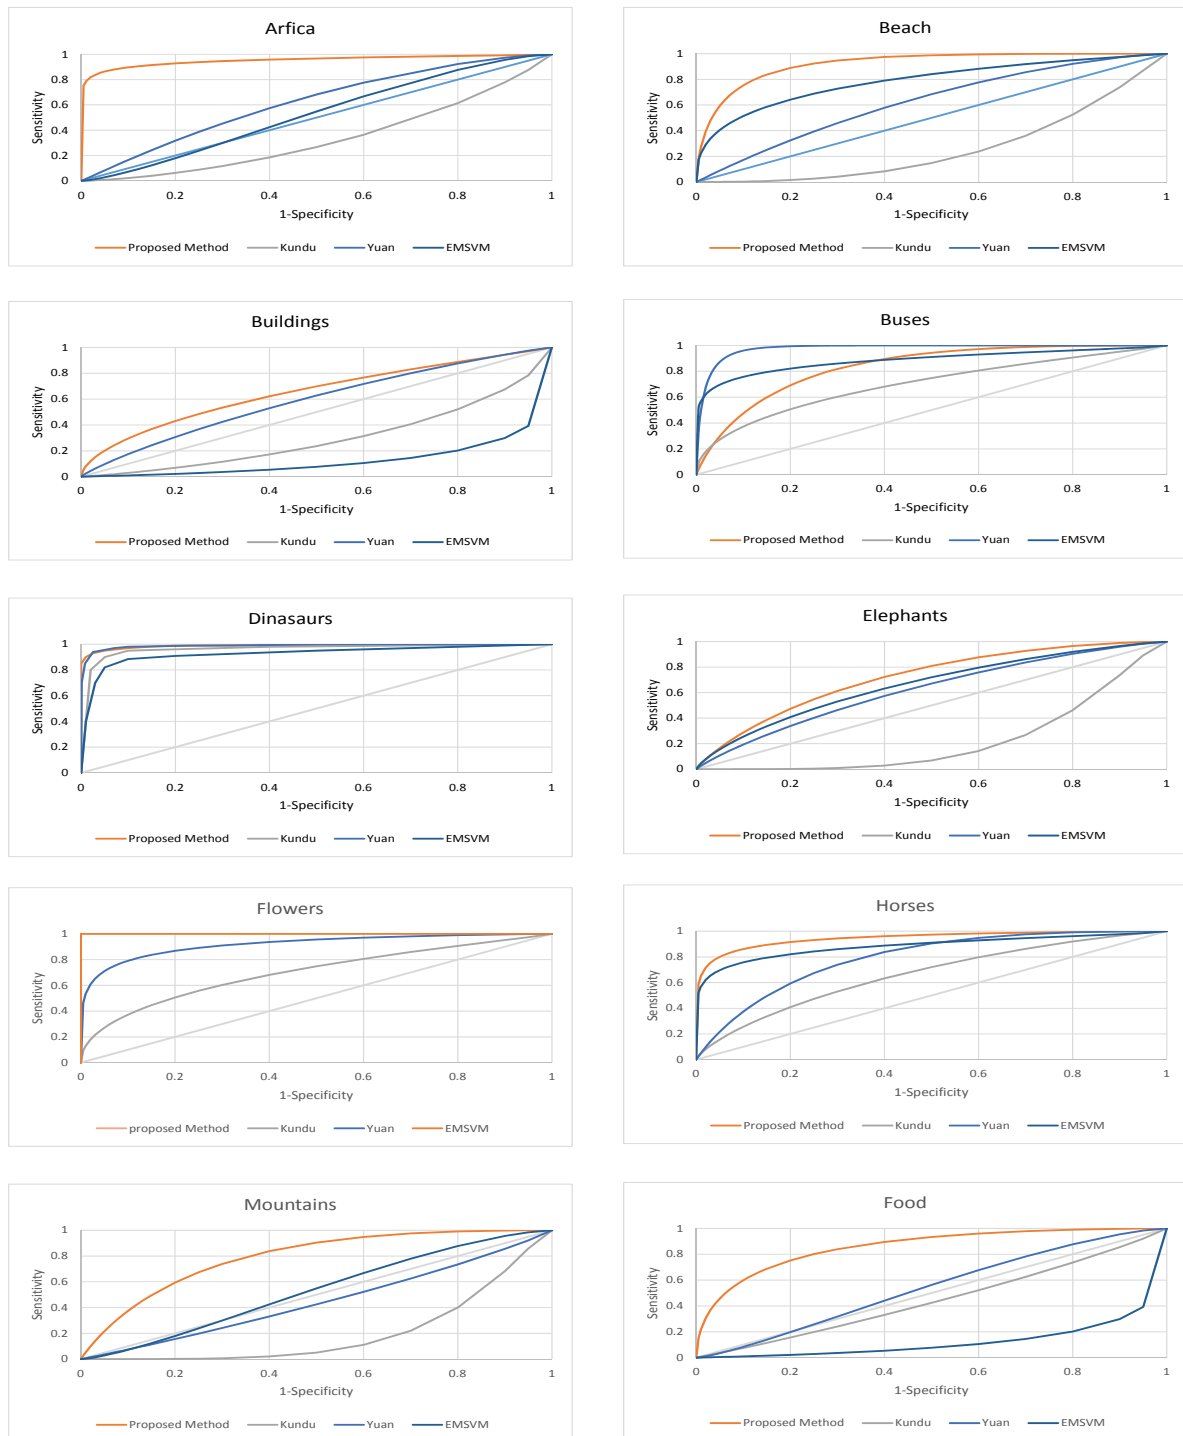 Arfica
Sensitivity
1
0.8
0.6
0.4
0.2
0
0 0.2 0.4 0.6 0.8 1
1-Specificity
Proposed Method Kundu Yuan EMSVM
Beach
Sensitivity
1
0.8
0.6
0.4
0.2
0
0 0.2 0.4 0.6 0.8 1
1-Specificity
Proposed Method Kundu Yuan EMSVM
Buildings
Sensitivity
1
0.8
0.6
0.4
0.2
0
0 0.2 0.4 0.6 0.8 1
1-Specificity
Proposed Method Kundu Yuan EMSVM
Buses
Sensitivity
1
0.8
0.6
0.4
0.2
0
0 0.2 0.4 0.6 0.8 1
1-Specificity
Proposed Method Kundu Yuan EMSVM
Dinasaurs
Sensitivity
1
0.8
0.6
0.4
0.2
0
0 0.2 0.4 0.6 0.8 1
1-Specificity
Proposed Method Kundu Yuan EMSVM
Elephants
Sensitivity
1
0.8
0.6
0.4
0.2
0
0 0.2 0.4 0.6 0.8 1
1-Specificity
Proposed Method Kundu Yuan EMSVM
Flowers
Sensitivity
1
0.8
0.6
0.4
0.2
0
0 0.2 0.4 0.6 0.8 1
1-Specificity
proposed Method Kundu Yuan EMSVM
Horses
Sensitivity
1
0.8
0.6
0.4
0.2
0
0 0.2 0.4 0.6 0.8 1
1-Specificity
Proposed Method Kundu Yuan EMSVM
Mountains
Sensitivity
1
0.8
0.6
0.4
0.2
0
0 0.2 0.4 0.6 0.8 1
1-Specificity
Proposed Method Kundu Yuan EMSVM
Food
Sensitivity
1
0.8
0.6
0.4
0.2
0
0 0.2 0.4 0.6 0.8 1
1-Specificity
Proposed Method Kundu Yuan EMSVM